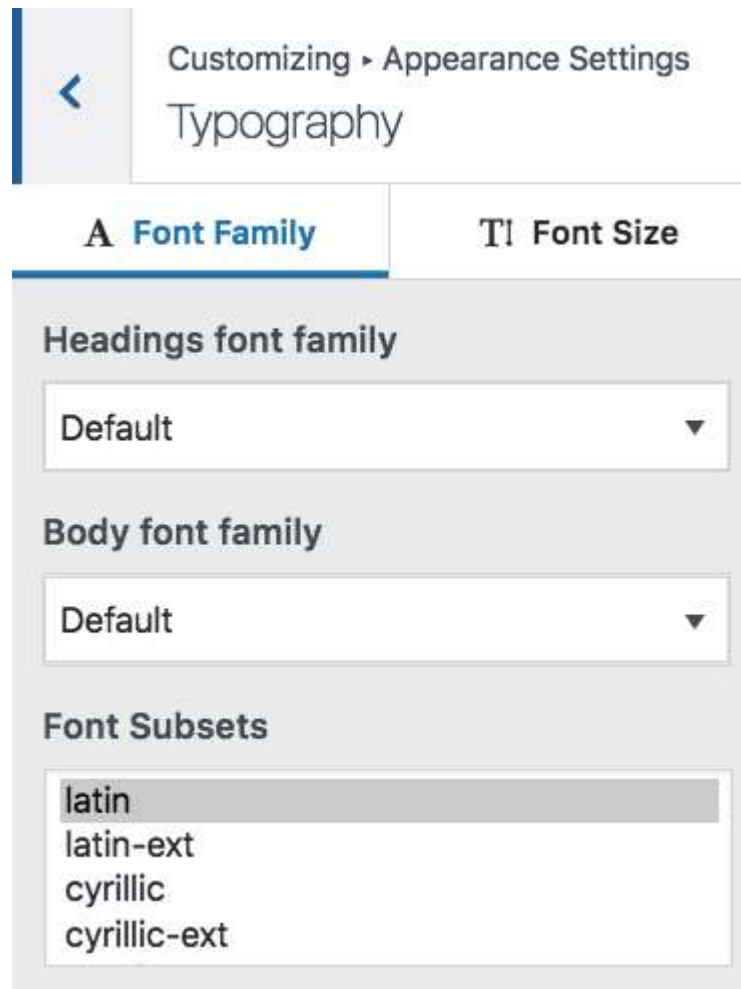 Customizing ▸ Appearance Settings
Typography
A Font Family
T Font Size
Headings font family
Default
Body font family
Default
Font Subsets
latin
latin-ext
cyrillic
cyrillic-ext